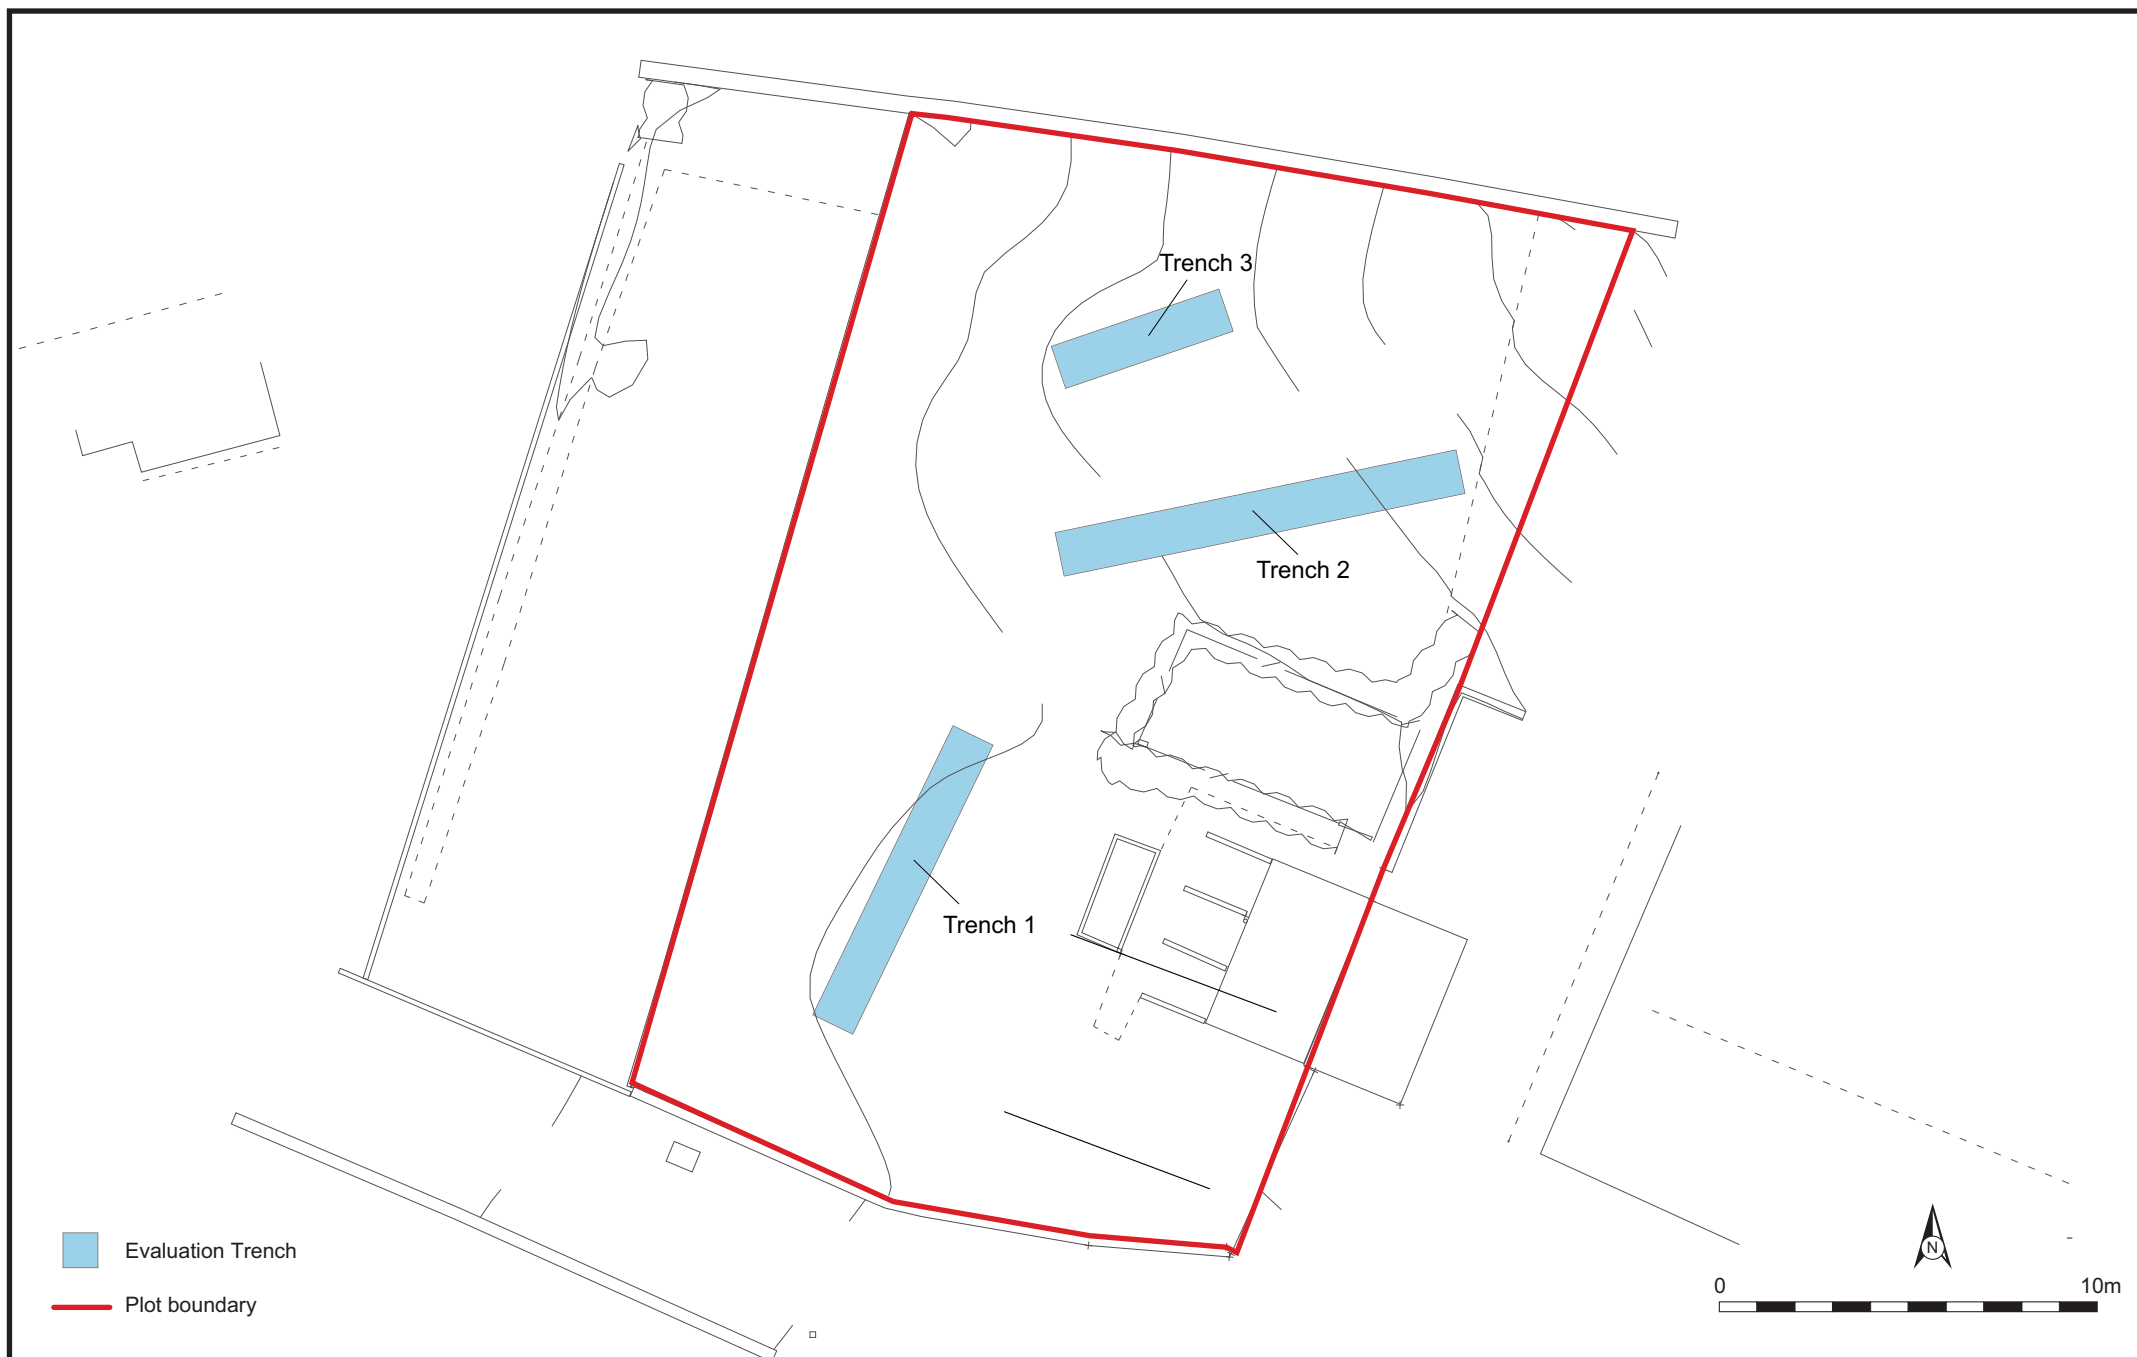 Trench 3
Trench 2
Trench 1
Evaluation Trench
Plot boundary
N
0 10m